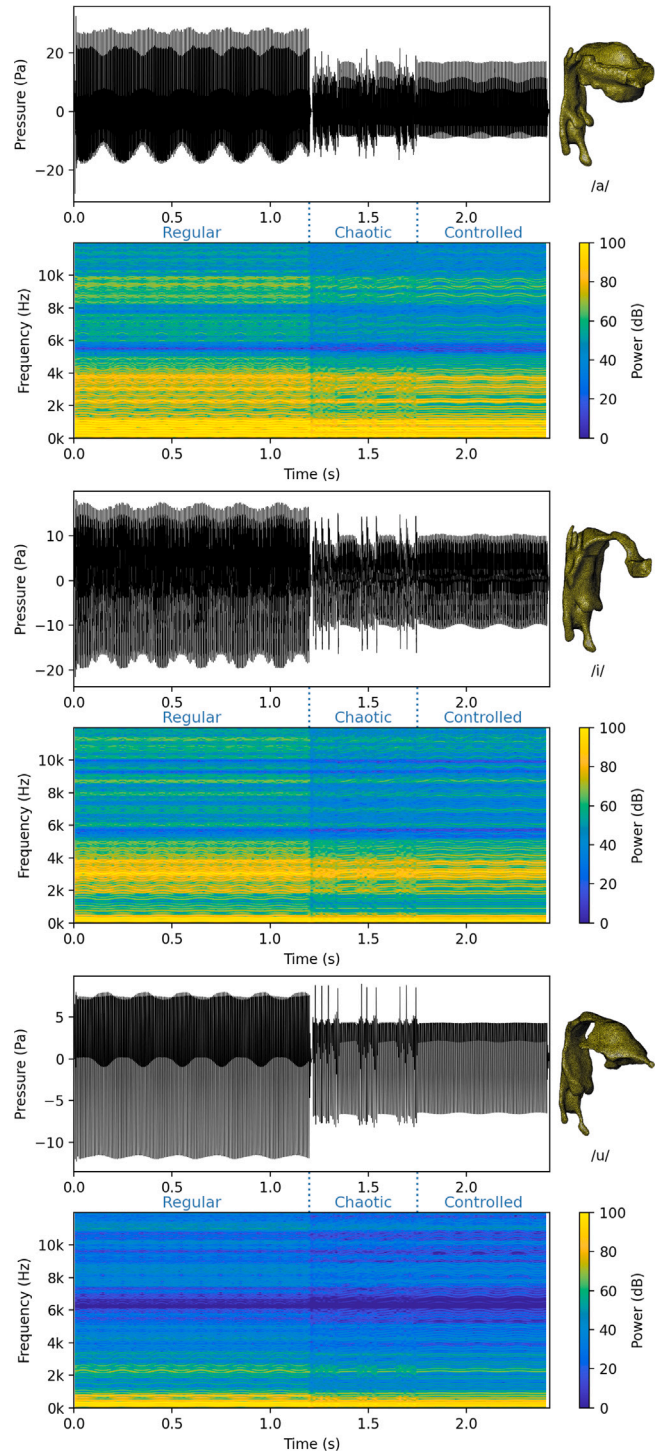 Pressure (Pa)
20
0
−20
0.0 0.5 1.0 1.5 2.0
/a/
Regular Chaotic Controlled
Frequency (Hz)
10k
8k
6k
4k
2k
0k
0.0 0.5 1.0 1.5 2.0
Time (s)
100
80
60
40
20
0
Power (dB)
Pressure (Pa)
10
0
−10
−20
0.0 0.5 1.0 1.5 2.0
/i/
Regular Chaotic Controlled
Frequency (Hz)
10k
8k
6k
4k
2k
0k
0.0 0.5 1.0 1.5 2.0
Time (s)
100
80
60
40
20
0
Power (dB)
Pressure (Pa)
5
0
−5
−10
0.0 0.5 1.0 1.5 2.0
/u/
Regular Chaotic Controlled
Frequency (Hz)
10k
8k
6k
4k
2k
0k
0.0 0.5 1.0 1.5 2.0
Time (s)
100
80
60
40
20
0
Power (dB)